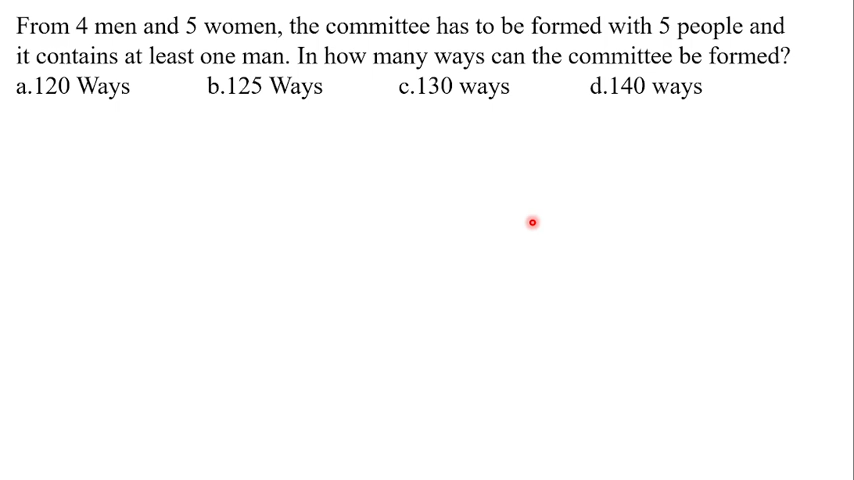 From 4 men and 5 women, the committee has to be formed with 5 people and
it contains at least one man. In how many ways can the committee be formed?
a.120 Ways b.125 Ways c.130 ways d.140 ways